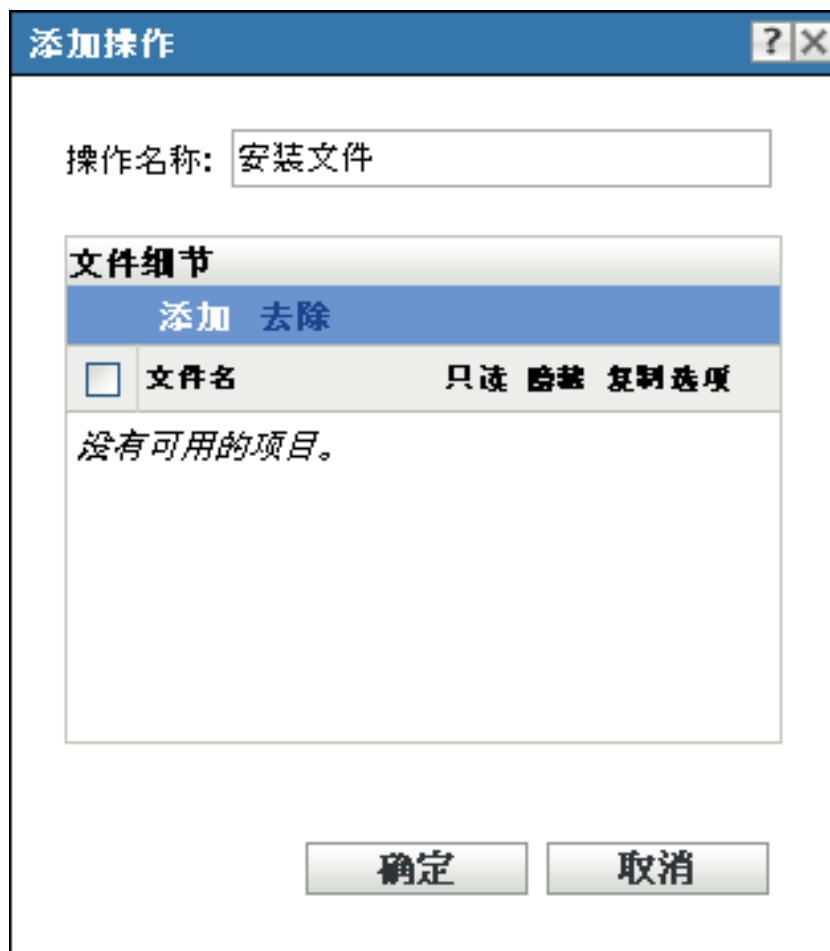 添加操作 ?
操作名称: 安装文件
文件细节
添加 去除
文件名 只读 隐藏 复制选项
没有可用的项目。
确定 取消